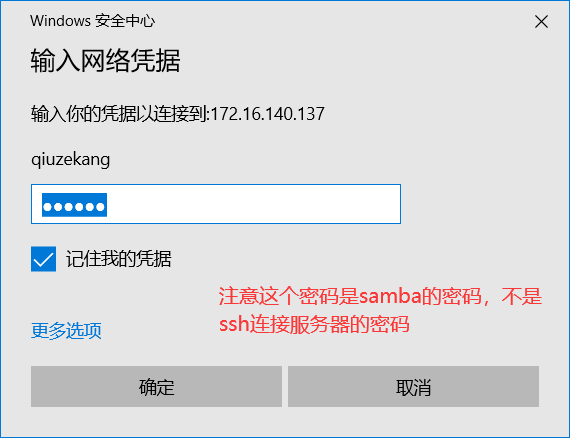 Windows 安全中心
输入网络凭据
输入你的凭据以连接到:172.16.140.137
qiuzekang
●●●●●●
记住我的凭据
注意这个密码是samba的密码，不是
ssh连接服务器的密码
更多选项
确定
取消